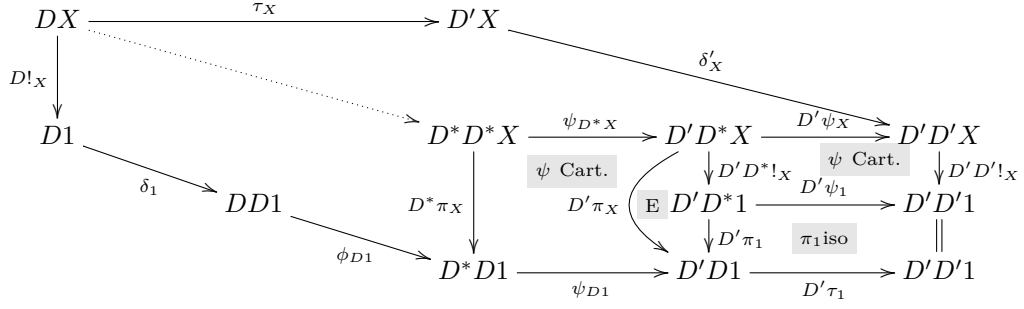 τ_X
DX D′X
D!_X δ′_X
D1 D*D*X ψ_{D*X} D′D*X D′ψ_X D′D′X
ψ Cart. D′D*!_X ψ Cart. D′D′!_X
δ_1 DD1 D*π_X D′π_X E D′D*1 D′ψ_1 D′D′1
ϕ_{D1} D′π_1 π_1iso
D*D1 ψ_{D1} D′D1 D′τ_1 D′D′1